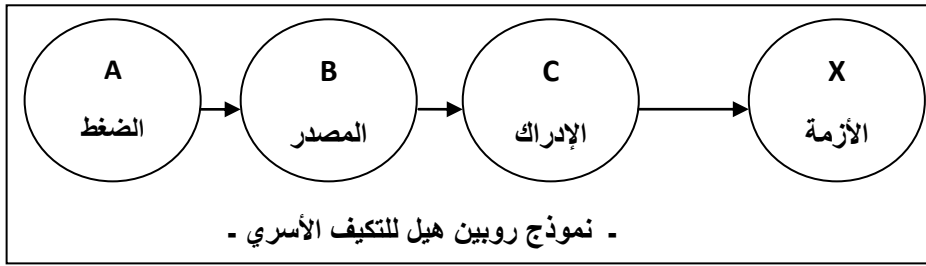 A B C X
الضغط المصدر الإدراك الأزمة
- نموذج روبين هيل للتكيف الأسري -